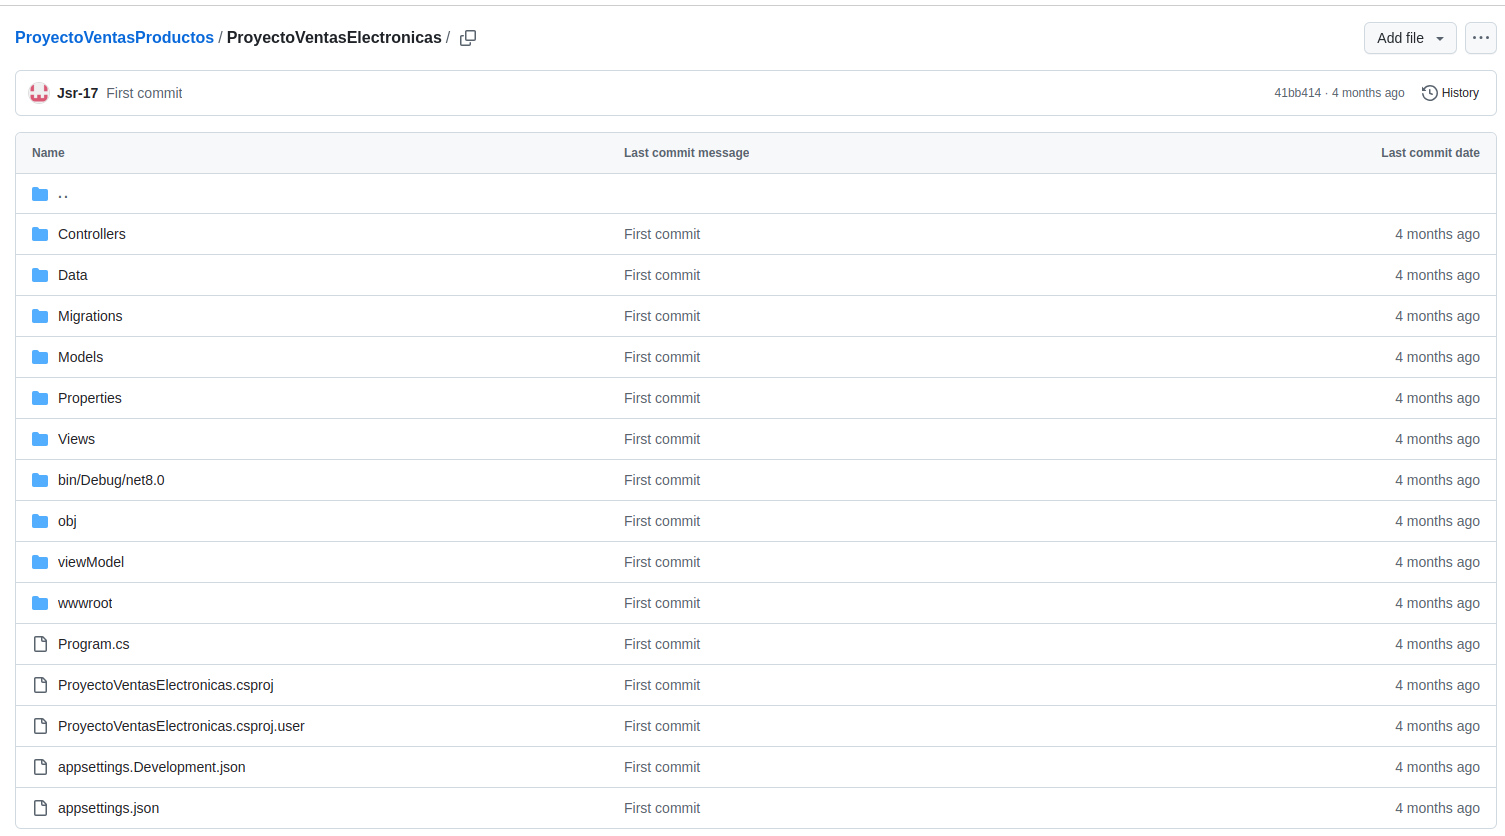 ProyectoVentasProductos / ProyectoVentasElectronicas /
Add file
Jsr-17 First commit
41bb414 · 4 months ago
History
Name Last commit message Last commit date
..
Controllers First commit 4 months ago
Data First commit 4 months ago
Migrations First commit 4 months ago
Models First commit 4 months ago
Properties First commit 4 months ago
Views First commit 4 months ago
bin/Debug/net8.0 First commit 4 months ago
obj First commit 4 months ago
viewModel First commit 4 months ago
wwwroot First commit 4 months ago
Program.cs First commit 4 months ago
ProyectoVentasElectronicas.csproj First commit 4 months ago
ProyectoVentasElectronicas.csproj.user First commit 4 months ago
appsettings.Development.json First commit 4 months ago
appsettings.json First commit 4 months ago